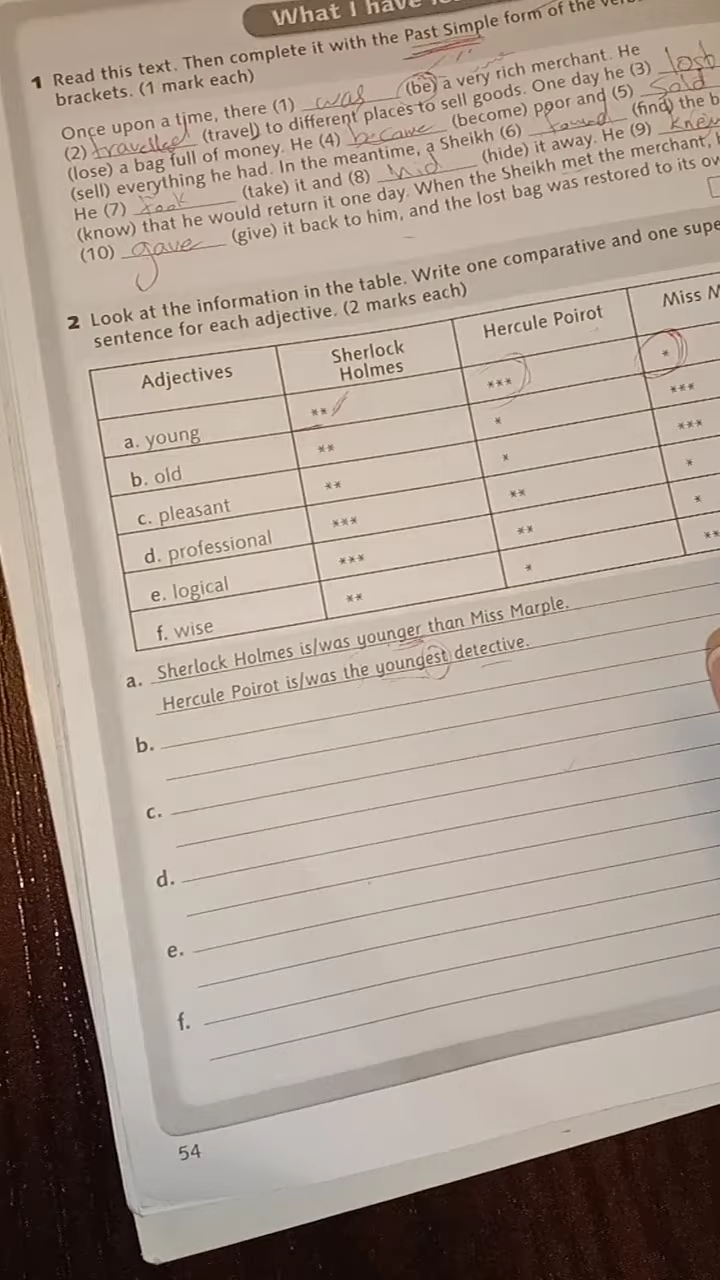 What I have
1 Read this text. Then complete it with the Past Simple form of the
brackets. (1 mark each)
Once upon a time, there (1) was (be) a very rich merchant. He
(2) travelled (travel) to different places to sell goods. One day he (3) lost
(lose) a bag full of money. He (4) became (become) poor and (5) sold
(sell) everything he had. In the meantime, a Sheikh (6) found (find) the
He (7) took (take) it and (8) hid (hide) it away. He (9) knew
(know) that he would return it one day. When the Sheikh met the merchant,
(10) gave (give) it back to him, and the lost bag was restored to its
2 Look at the information in the table. Write one comparative and one
sentence for each adjective. (2 marks each)
Adjectives Sherlock Holmes Hercule Poirot Miss M
a. young ** *** *
b. old ** * ***
c. pleasant ** * ***
d. professional *** ** *
e. logical *** ** *
f. wise ** * **
a. Sherlock Holmes is/was younger than Miss Marple.
Hercule Poirot is/was the youngest detective.
b.
c.
d.
e.
f.
54